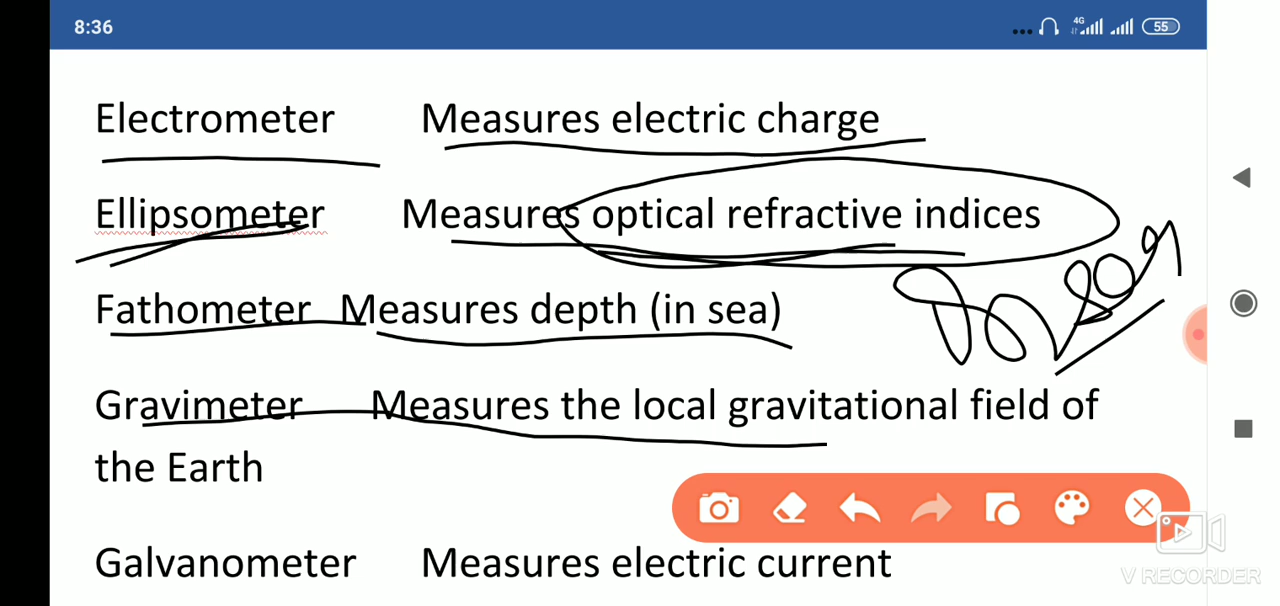 8:36
4G 55
Electrometer Measures electric charge
Ellipsometer Measures optical refractive indices
Fathometer Measures depth (in sea)
Gravimeter Measures the local gravitational field of
the Earth
Galvanometer Measures electric current
V RECORDER